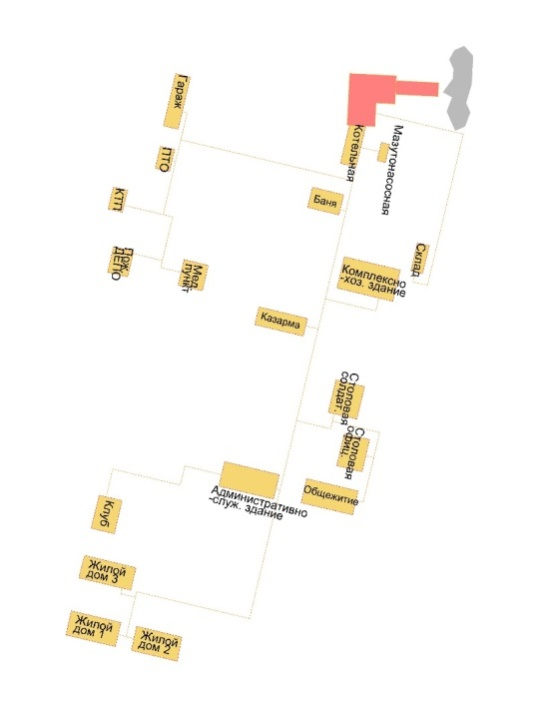 Гараж
Котельная
Мазутонасосная
ПТО
КТП
Баня
Пож.
ДЕПО
Мед.
пункт
Склад
Комплексно
-хоз. здание
Казарма
Столовая
солдат.
Столовая
офиц.
Общежитие
Административно
-служ. здание
Клуб
Жилой
дом 3
Жилой
дом 1
Жилой
дом 2